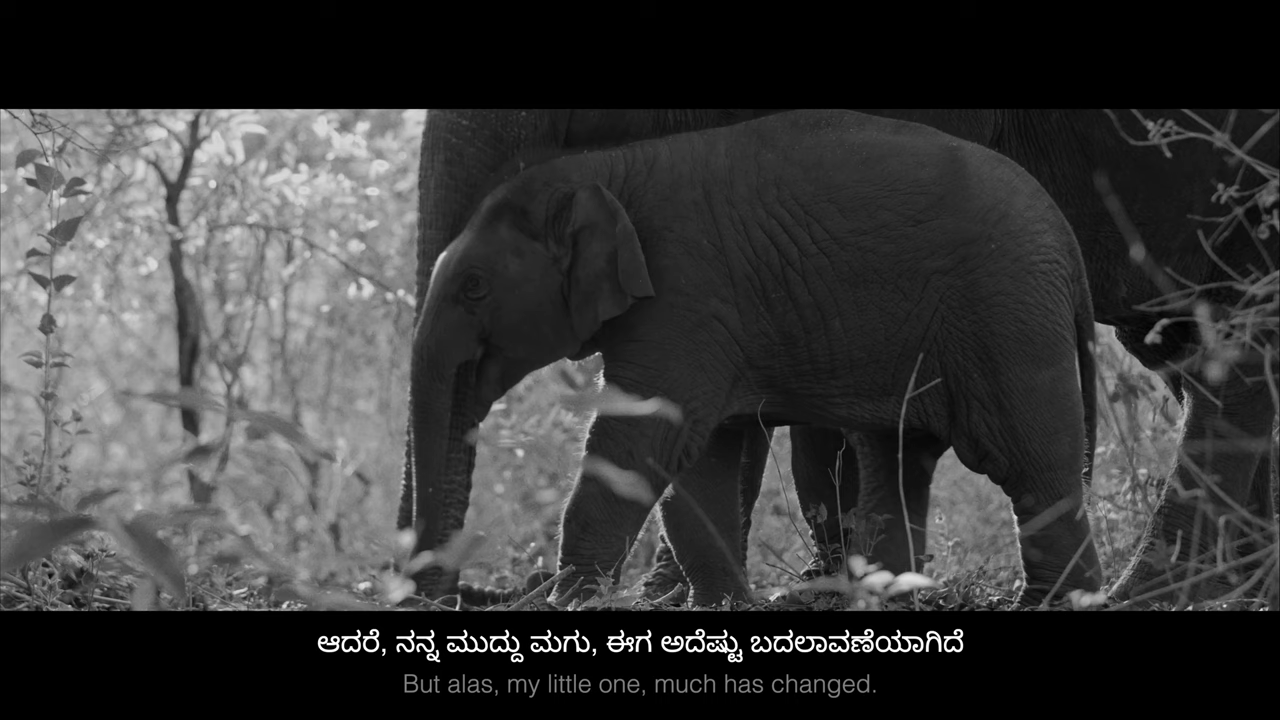 ಆದರೆ, ನನ್ನ ಮುದ್ದು ಮಗು, ಈಗ ಅದೆಷ್ಟು ಬದಲಾವಣೆಯಾಗಿದೆ
But alas, my little one, much has changed.